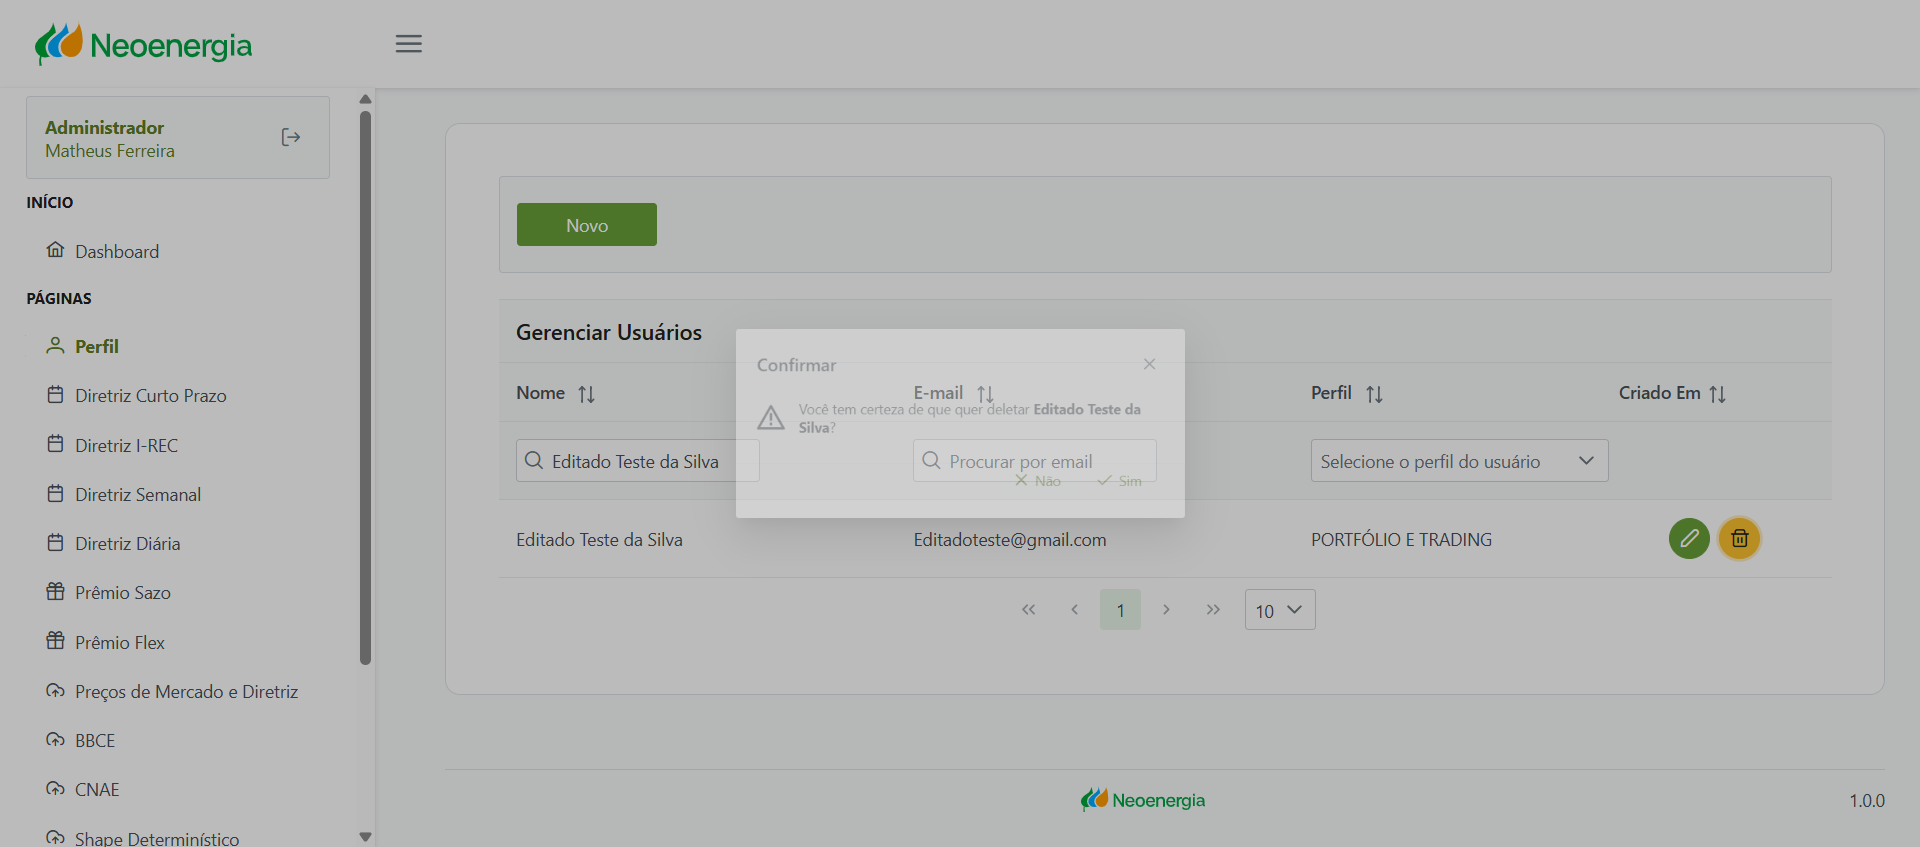 Neoenergia
Administrador
Matheus Ferreira
INÍCIO
Dashboard
PÁGINAS
Perfil
Diretriz Curto Prazo
Diretriz I-REC
Diretriz Semanal
Diretriz Diária
Prêmio Sazo
Prêmio Flex
Preços de Mercado e Diretriz
BBCE
CNAE
Shape Determinístico
Novo
Gerenciar Usuários
Nome E-mail Perfil Criado Em
Editado Teste da Silva Procurar por email Selecione o perfil do usuário
Editado Teste da Silva Editadoteste@gmail.com PORTFÓLIO E TRADING
1 10
Confirmar
Você tem certeza de que quer deletar Editado Teste da
Silva?
Não Sim
Neoenergia
1.0.0